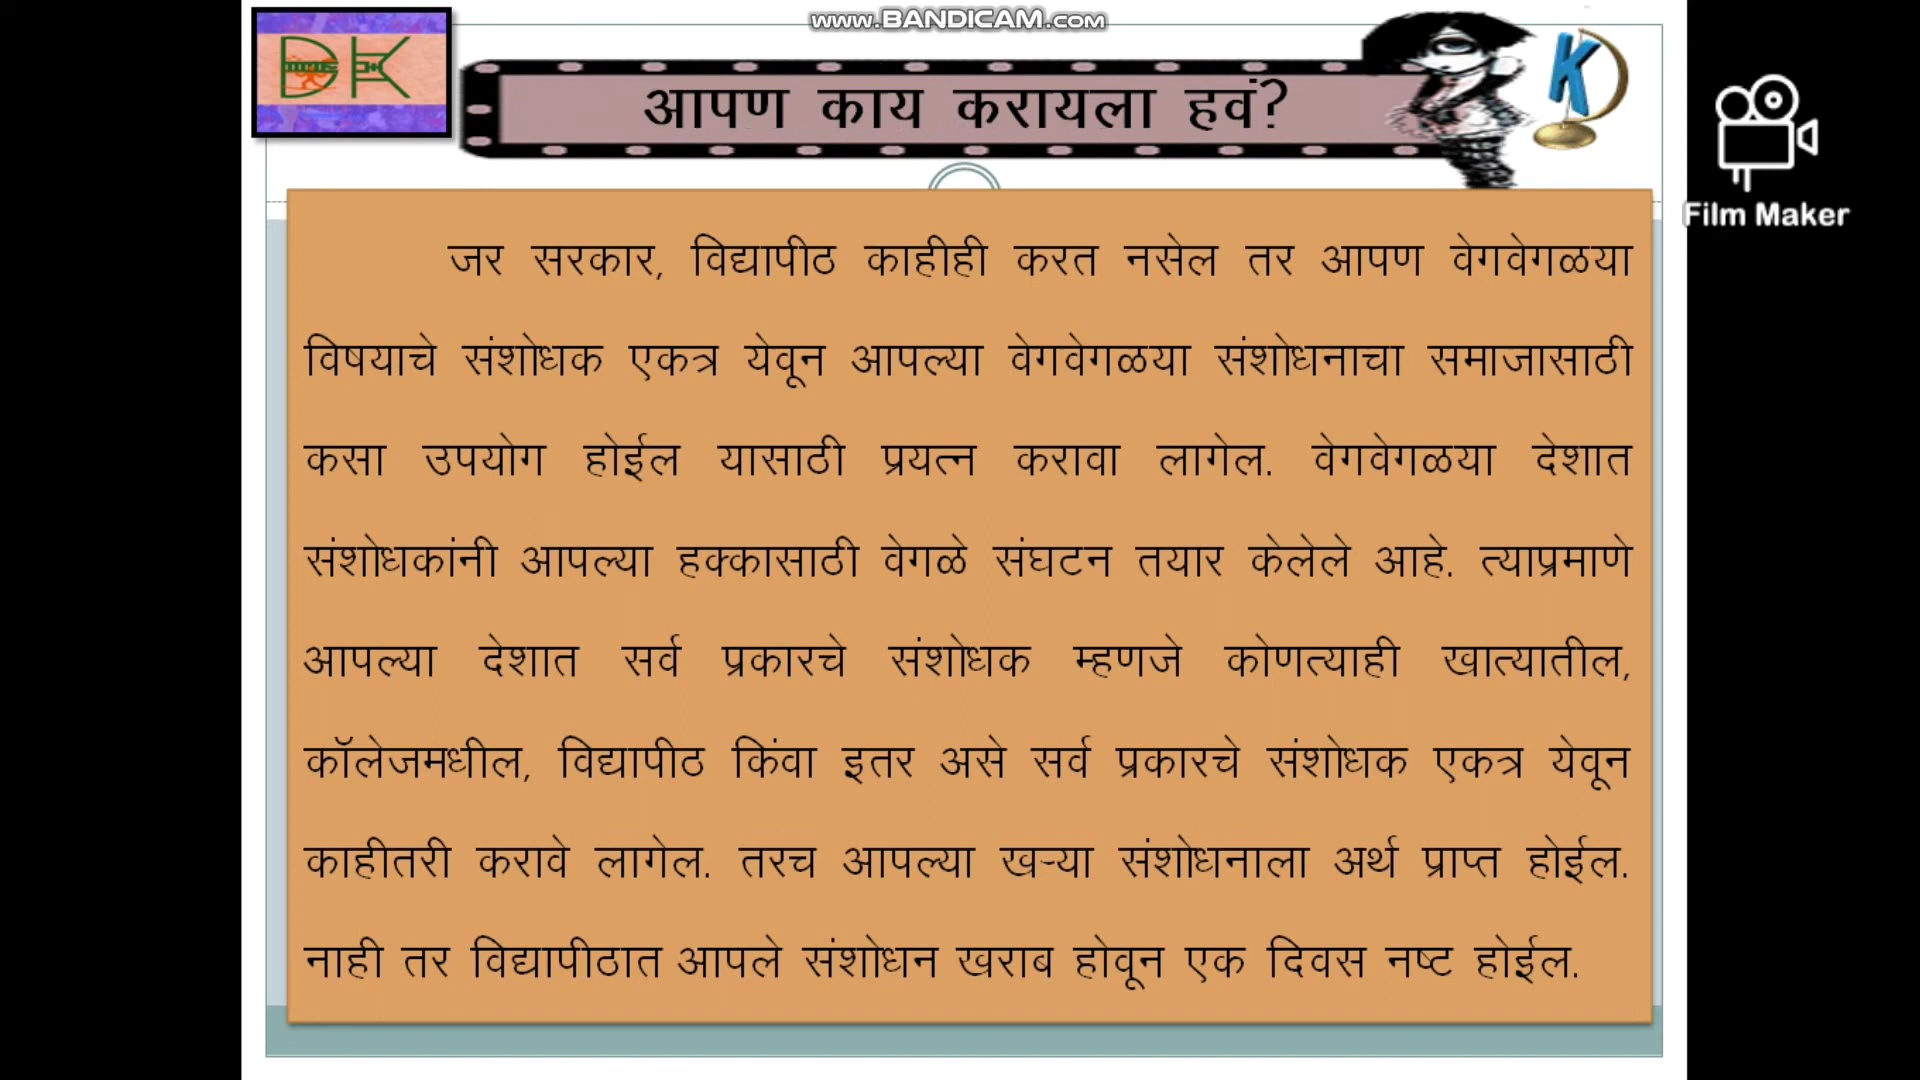 www.BANDICAM.com
DK
आपण काय करायला हवं?
K
Film Maker
जर सरकार, विद्यापीठ काहीही करत नसेल तर आपण वेगवेगळया
विषयाचे संशोधक एकत्र येवून आपल्या वेगवेगळया संशोधनाचा समाजासाठी
कसा उपयोग होईल यासाठी प्रयत्न करावा लागेल. वेगवेगळया देशात
संशोधकांनी आपल्या हक्कासाठी वेगळे संघटन तयार केलेले आहे. त्याप्रमाणे
आपल्या देशात सर्व प्रकारचे संशोधक म्हणजे कोणत्याही खात्यातील,
कॉलेजमधील, विद्यापीठ किंवा इतर असे सर्व प्रकारचे संशोधक एकत्र येवून
काहीतरी करावे लागेल. तरच आपल्या खऱ्या संशोधनाला अर्थ प्राप्त होईल.
नाही तर विद्यापीठात आपले संशोधन खराब होवून एक दिवस नष्ट होईल.